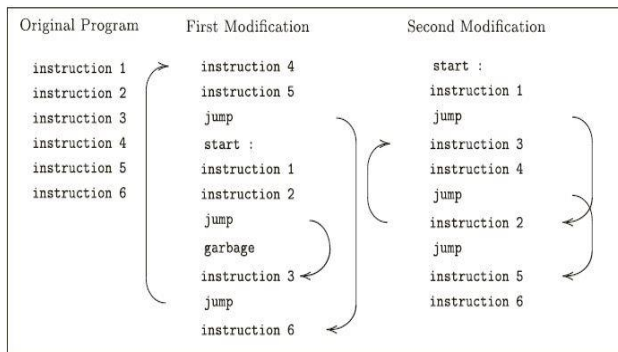 Original Program
instruction 1
instruction 2
instruction 3
instruction 4
instruction 5
instruction 6
First Modification
instruction 4
instruction 5
jump
start :
instruction 1
instruction 2
jump
garbage
instruction 3
jump
instruction 6
Second Modification
start :
instruction 1
jump
instruction 3
instruction 4
jump
instruction 2
jump
instruction 5
instruction 6